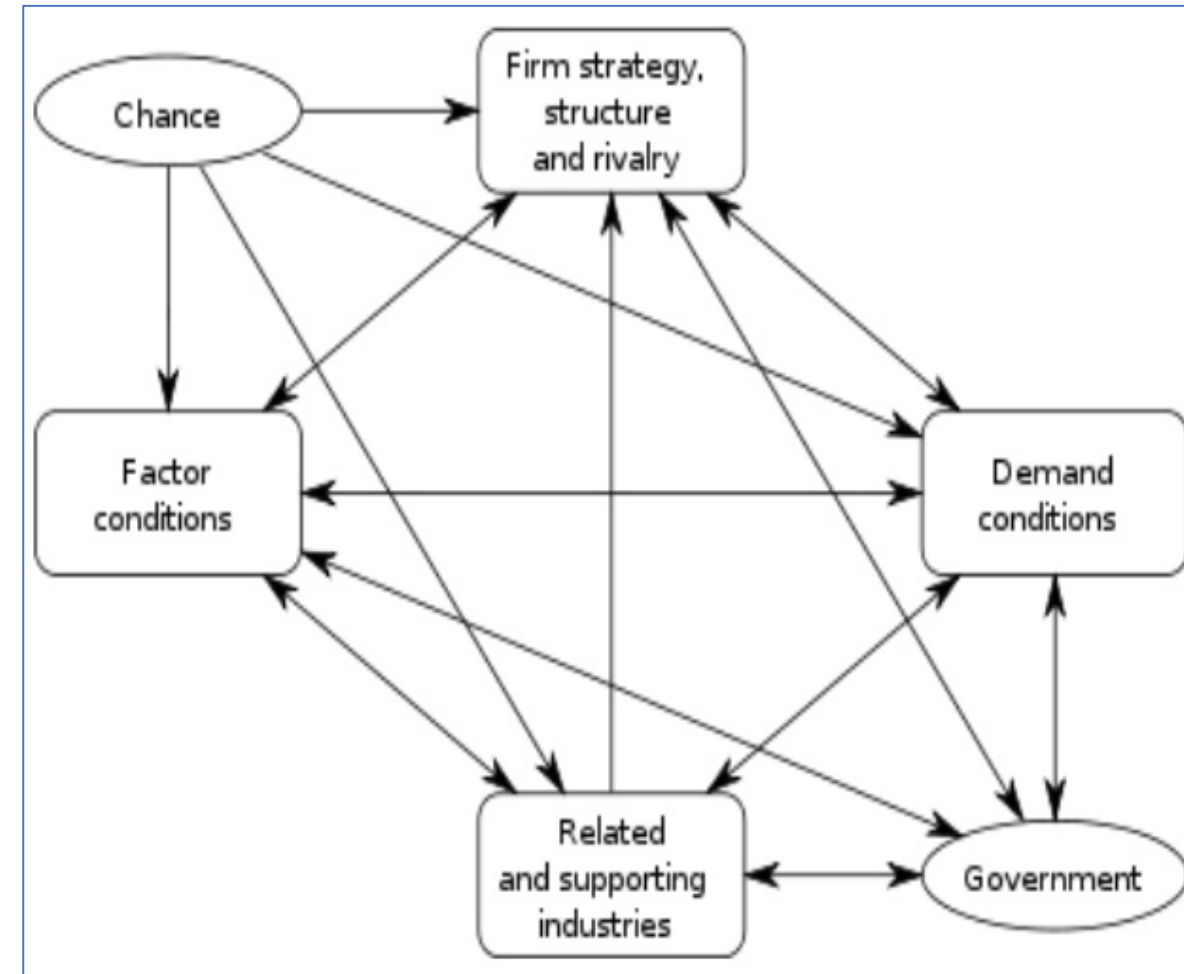 Chance
Firm strategy,
structure
and rivalry
Factor
conditions
Demand
conditions
Related
and supporting
industries
Government